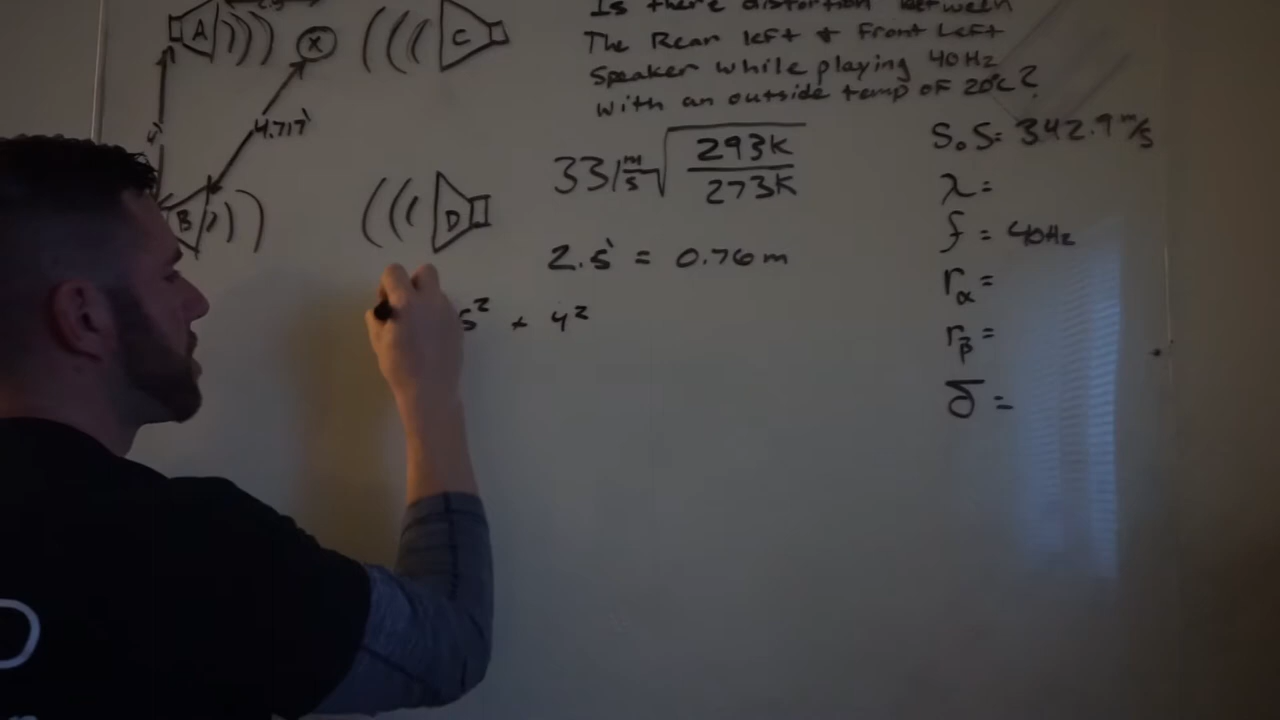 A
X
C
4.717'
B
D
Is there distortion between
The Rear left + Front Left
Speaker while playing 40Hz
with an outside temp of 20°C?
331 m/s √ 293K / 273K
2.5' = 0.76m
5² + 4²
S.o.S = 342.9 m/s
λ =
f = 40Hz
rα =
rβ =
δ =